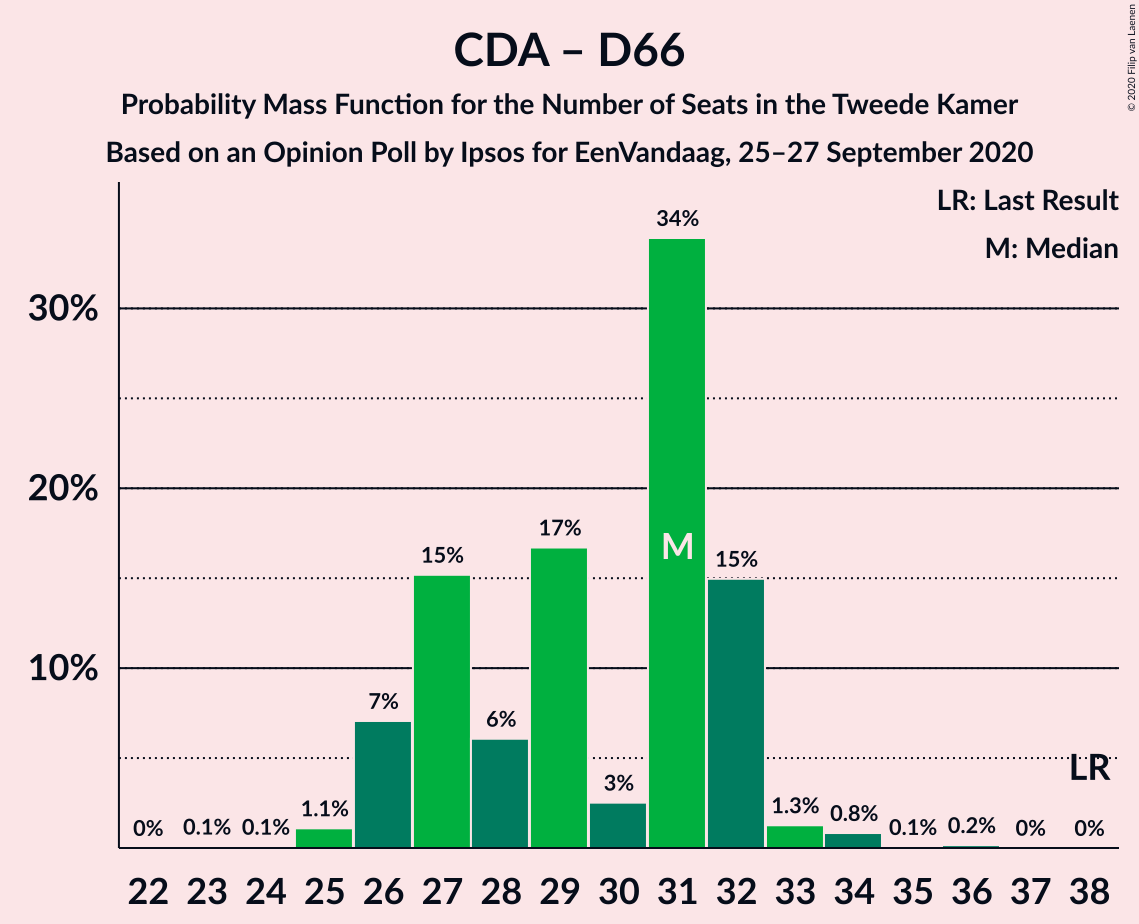 CDA – D66
Probability Mass Function for the Number of Seats in the Tweede Kamer
Based on an Opinion Poll by Ipsos for EenVandaag, 25–27 September 2020
© 2020 Filip van Laenen
LR: Last Result
M: Median
34%
30%
17%
M
15%
15%
20%
10%
7%
6%
LR
3%
1.1%
1.3%
0.8%
0% 0.1% 0.1% 0.1% 0.2% 0% 0%
22 23 24 25 26 27 28 29 30 31 32 33 34 35 36 37 38